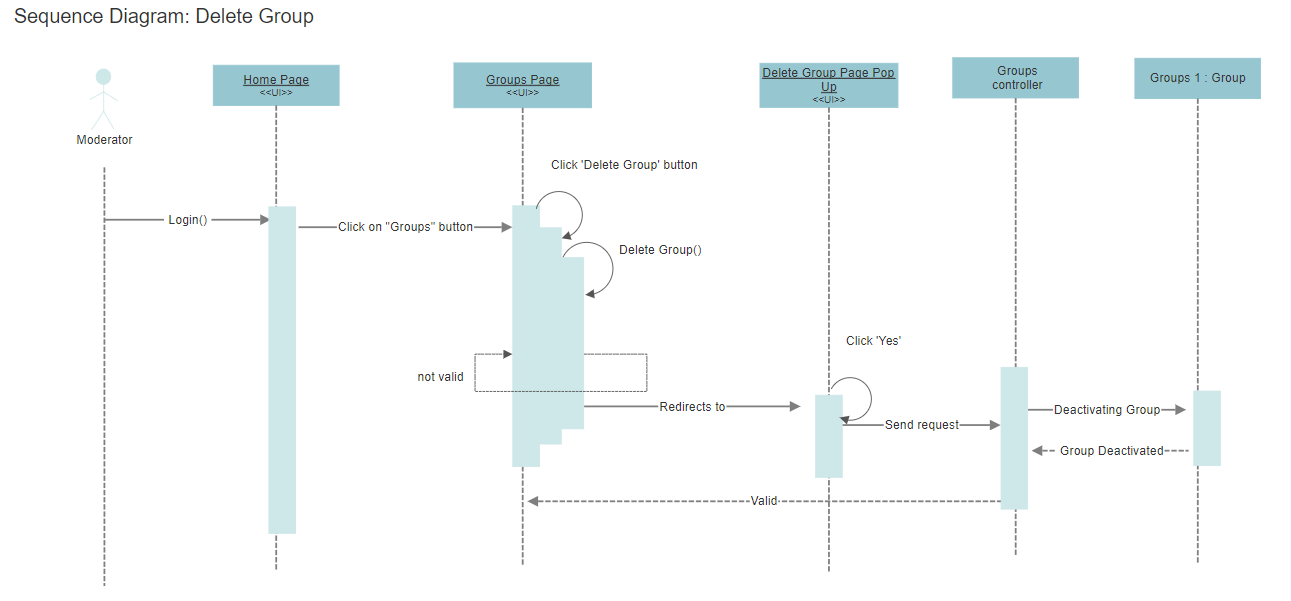 Sequence Diagram: Delete Group
Moderator
Home Page
<<UI>>
Groups Page
<<UI>>
Delete Group Page Pop
Up
<<UI>>
Groups
controller
Groups 1 : Group
Click 'Delete Group' button
Login()
Click on "Groups" button
Delete Group()
Click 'Yes'
not valid
Redirects to
Send request
Deactivating Group
Group Deactivated
Valid